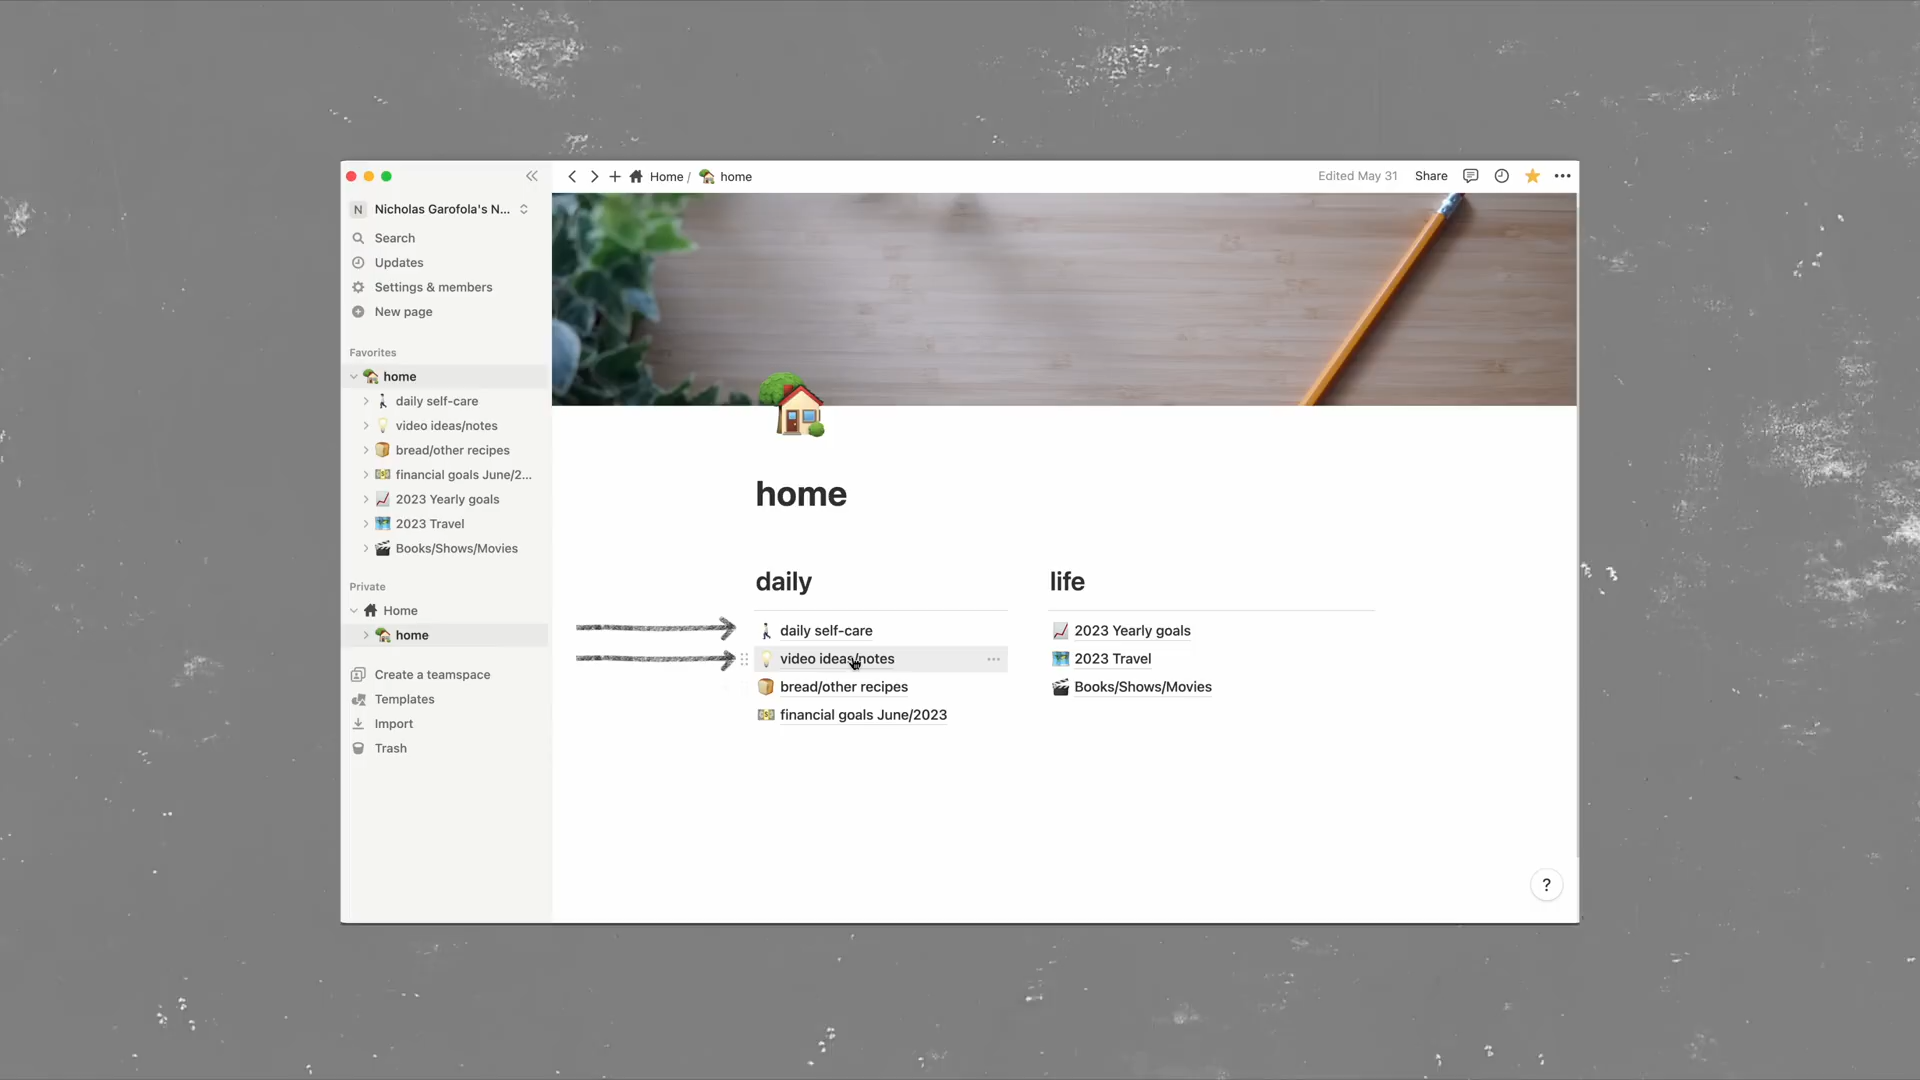 Home / home
Edited May 31 Share
N Nicholas Garofola's N...
Search
Updates
Settings & members
New page
Favorites
home
daily self-care
video ideas/notes
bread/other recipes
financial goals June/2...
2023 Yearly goals
2023 Travel
Books/Shows/Movies
Private
Home
home
Create a teamspace
Templates
Import
Trash
home
daily
daily self-care
video ideas/notes
bread/other recipes
financial goals June/2023
life
2023 Yearly goals
2023 Travel
Books/Shows/Movies
?